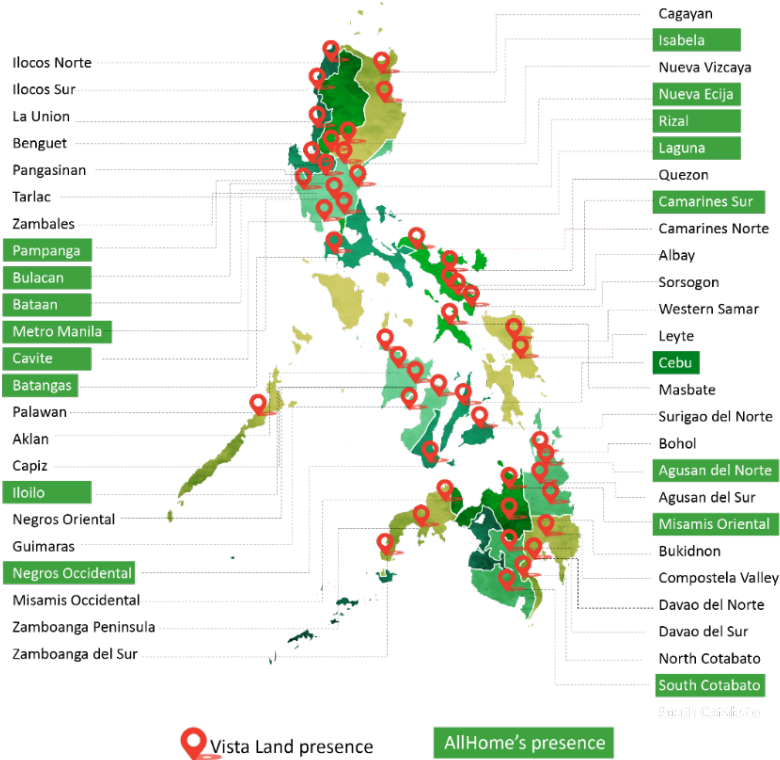 Ilocos Norte
Ilocos Sur
La Union
Benguet
Pangasinan
Tarlac
Zambales
Pampanga
Bulacan
Bataan
Metro Manila
Cavite
Batangas
Palawan
Aklan
Capiz
Iloilo
Negros Oriental
Guimaras
Negros Occidental
Misamis Occidental
Zamboanga Peninsula
Zamboanga del Sur
Cagayan
Isabela
Nueva Vizcaya
Nueva Ecija
Rizal
Laguna
Quezon
Camarines Sur
Camarines Norte
Albay
Sorsogon
Western Samar
Leyte
Cebu
Masbate
Surigao del Norte
Bohol
Agusan del Norte
Agusan del Sur
Misamis Oriental
Bukidnon
Compostela Valley
Davao del Norte
Davao del Sur
North Cotabato
South Cotabato
Vista Land presence
AllHome's presence